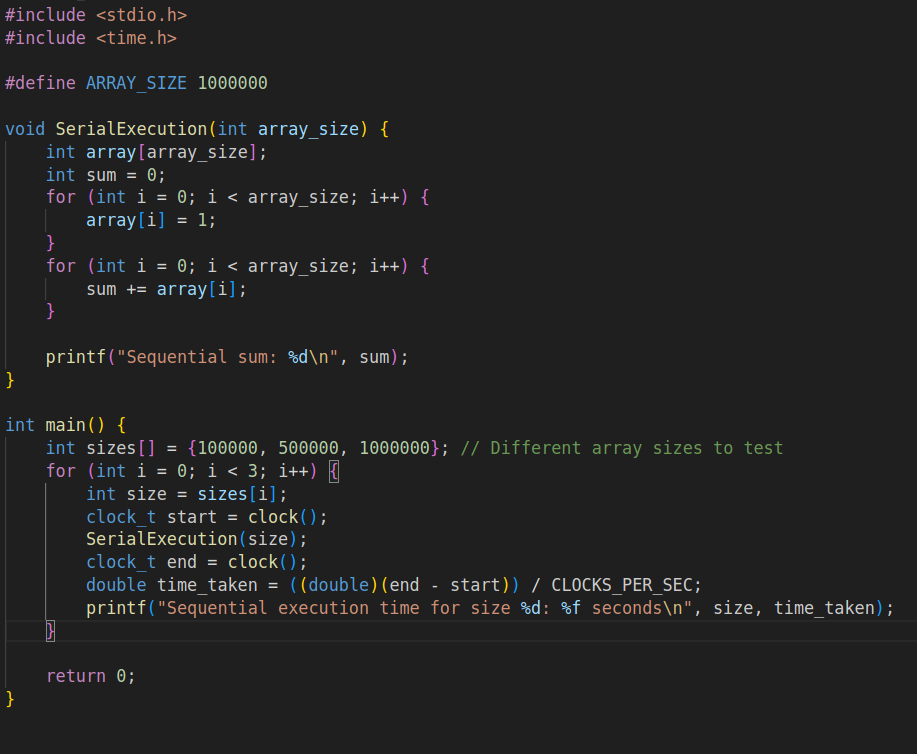 #include <stdio.h>
#include <time.h>
#define ARRAY_SIZE 1000000
void SerialExecution(int array_size) {
    int array[array_size];
    int sum = 0;
    for (int i = 0; i < array_size; i++) {
        array[i] = 1;
    }
    for (int i = 0; i < array_size; i++) {
        sum += array[i];
    }
    printf("Sequential sum: %d\n", sum);
}
int main() {
    int sizes[] = {100000, 500000, 1000000}; // Different array sizes to test
    for (int i = 0; i < 3; i++) {
        int size = sizes[i];
        clock_t start = clock();
        SerialExecution(size);
        clock_t end = clock();
        double time_taken = ((double)(end - start)) / CLOCKS_PER_SEC;
        printf("Sequential execution time for size %d: %f seconds\n", size, time_taken);
    }
    return 0;
}